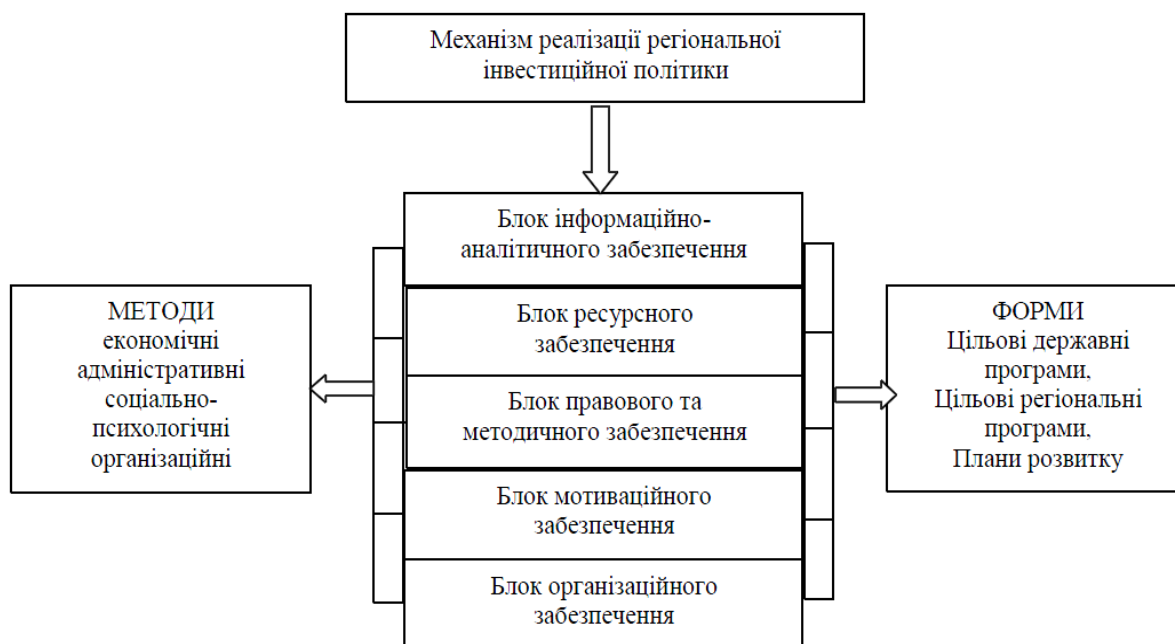 Механізм реалізації регіональної
інвестиційної політики
Блок інформаційно-
аналітичного забезпечення
МЕТОДИ
економічні
адміністративні
соціально-
психологічні
організаційні
Блок ресурсного
забезпечення
Блок правового та
методичного забезпечення
Блок мотиваційного
забезпечення
Блок організаційного
забезпечення
ФОРМИ
Цільові державні
програми,
Цільові регіональні
програми,
Плани розвитку